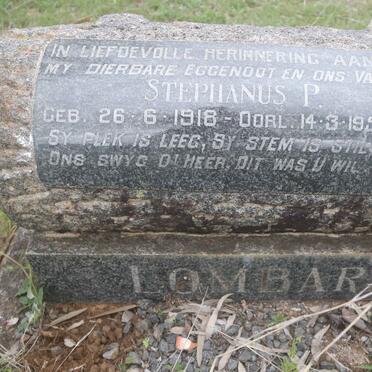 IN LIEFDEVOLLE HERINNERING AAN
MY DIERBARE EGGENOOT EN ONS VA
STEPHANUS P.
GEB. 26-6-1918 - OORL. 14-3-195
SY PLEK IS LEEG, SY STEM IS STIL
ONS SWYG O! HEER, DIT WAS U WIL
LOMBAR